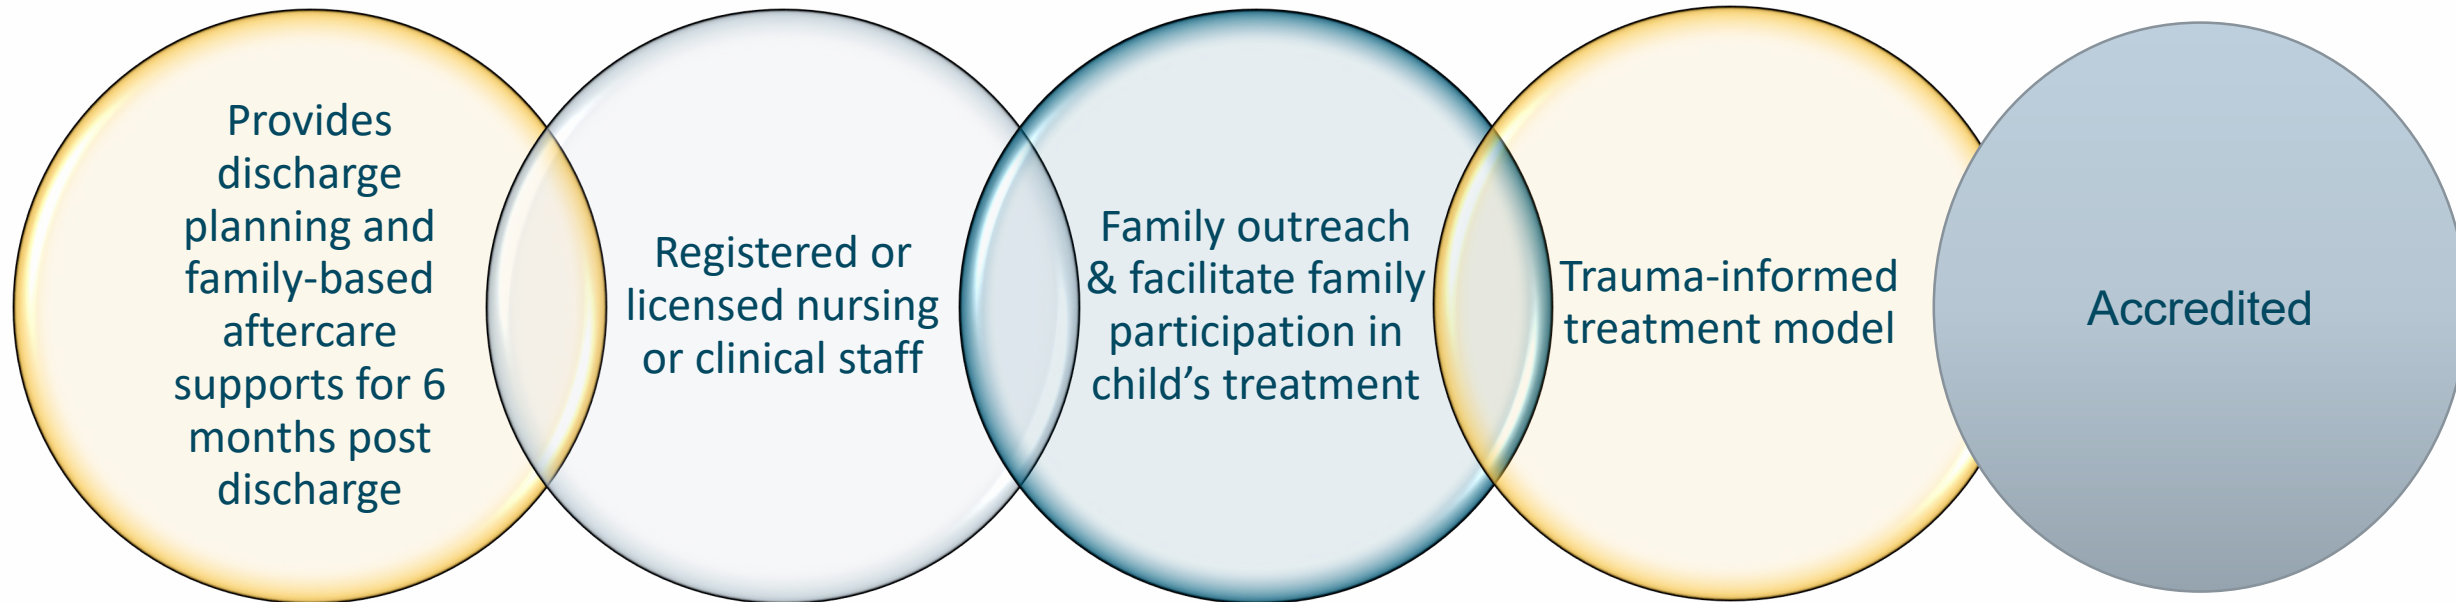 Provides
discharge
planning and
family-based
aftercare
supports for 6
months post
discharge
Registered or
licensed nursing
or clinical staff
Family outreach
& facilitate family
participation in
child’s treatment
Trauma-informed
treatment model
Accredited